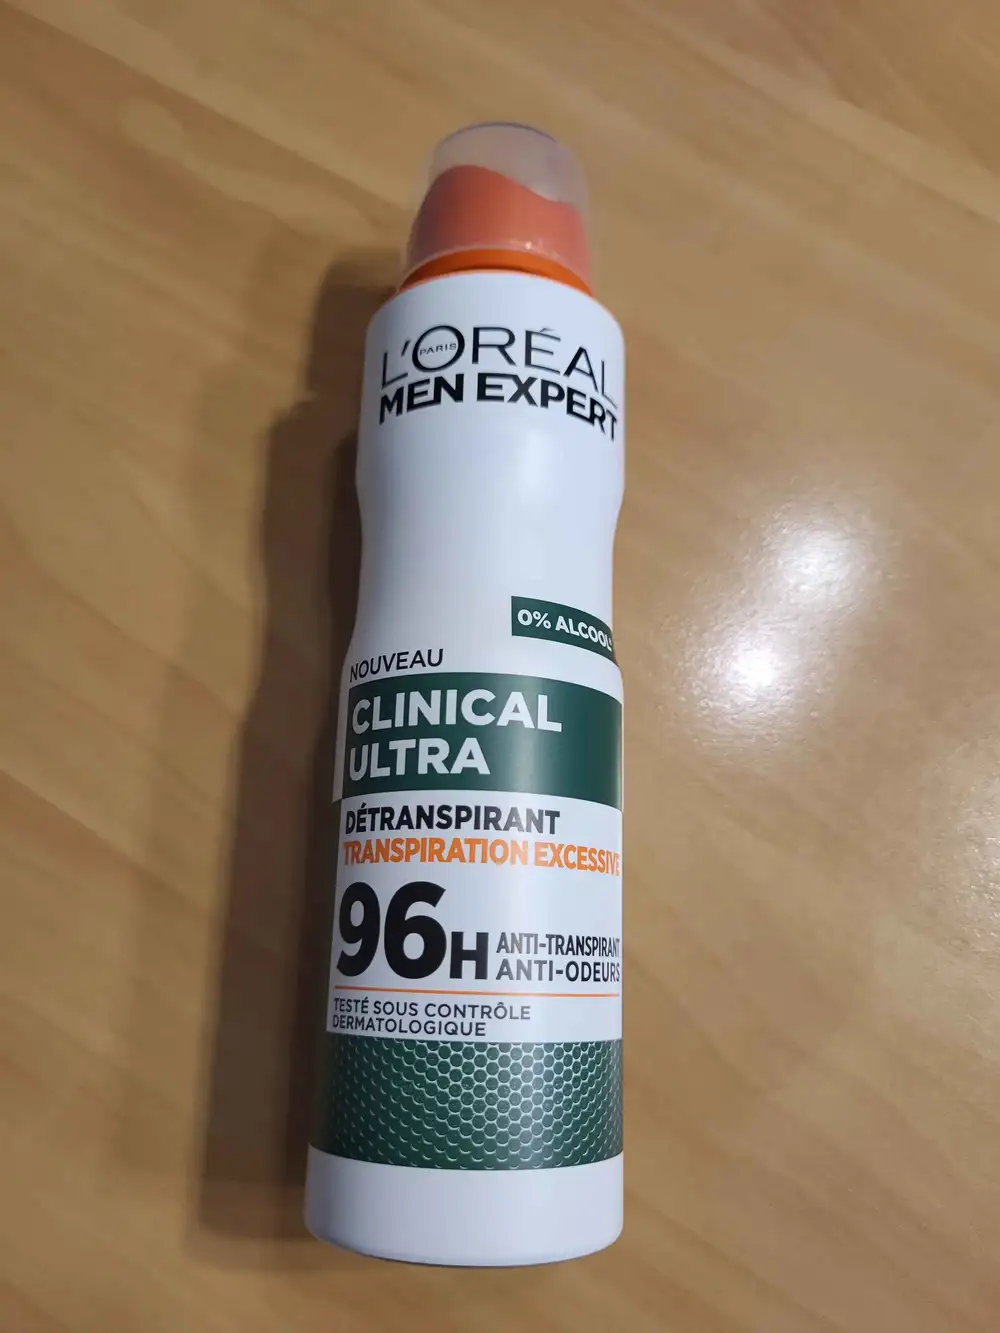 L'ORÉAL
PARIS
MEN EXPERT
0% ALCOOL
NOUVEAU
CLINICAL
ULTRA
DÉTRANSPIRANT
TRANSPIRATION EXCESSIVE
96H ANTI-TRANSPIRANT
ANTI-ODEURS
TESTÉ SOUS CONTRÔLE
DERMATOLOGIQUE